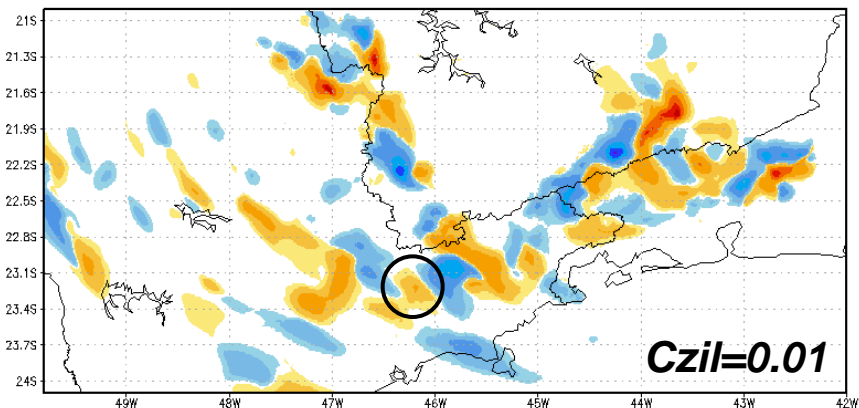 21S
21.3S
21.6S
21.9S
22.2S
22.5S
22.8S
23.1S
23.4S
23.7S
24S
Czil=0.01
49W 48W 47W 46W 45W 44W 43W 42W